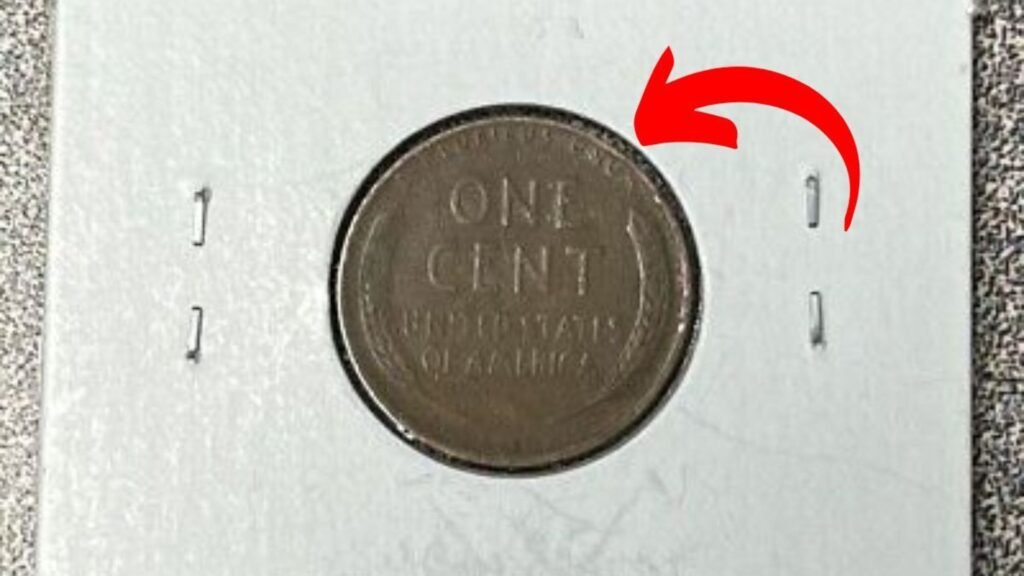 ONE
CENT
UNITED STATES
OF AMERICA